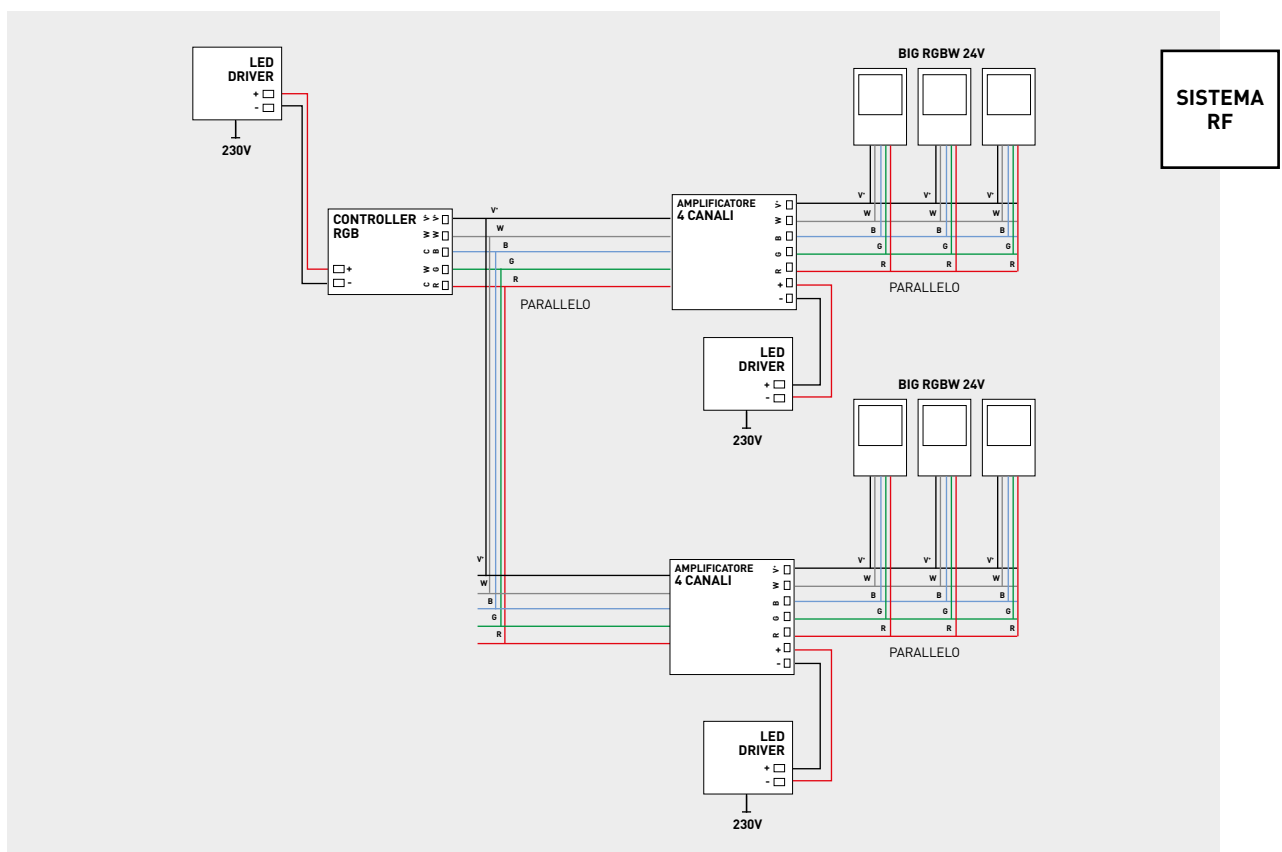 LED
DRIVER
+
-
230V
BIG RGBW 24V
SISTEMA
RF
CONTROLLER
RGB
V⁺ V⁺
W W
C B
W G
C R
+
-
V⁺
W
B
G
R
PARALLELO
AMPLIFICATORE
4 CANALI
V⁺
W
B
G
R
+
-
V⁺ V⁺ V⁺
W W W
B B B
G G G
R R R
PARALLELO
LED
DRIVER
+
-
230V
BIG RGBW 24V
V⁺
W
B
G
R
AMPLIFICATORE
4 CANALI
V⁺
W
B
G
R
+
-
V⁺ V⁺ V⁺
W W W
B B B
G G G
R R R
PARALLELO
LED
DRIVER
+
-
230V